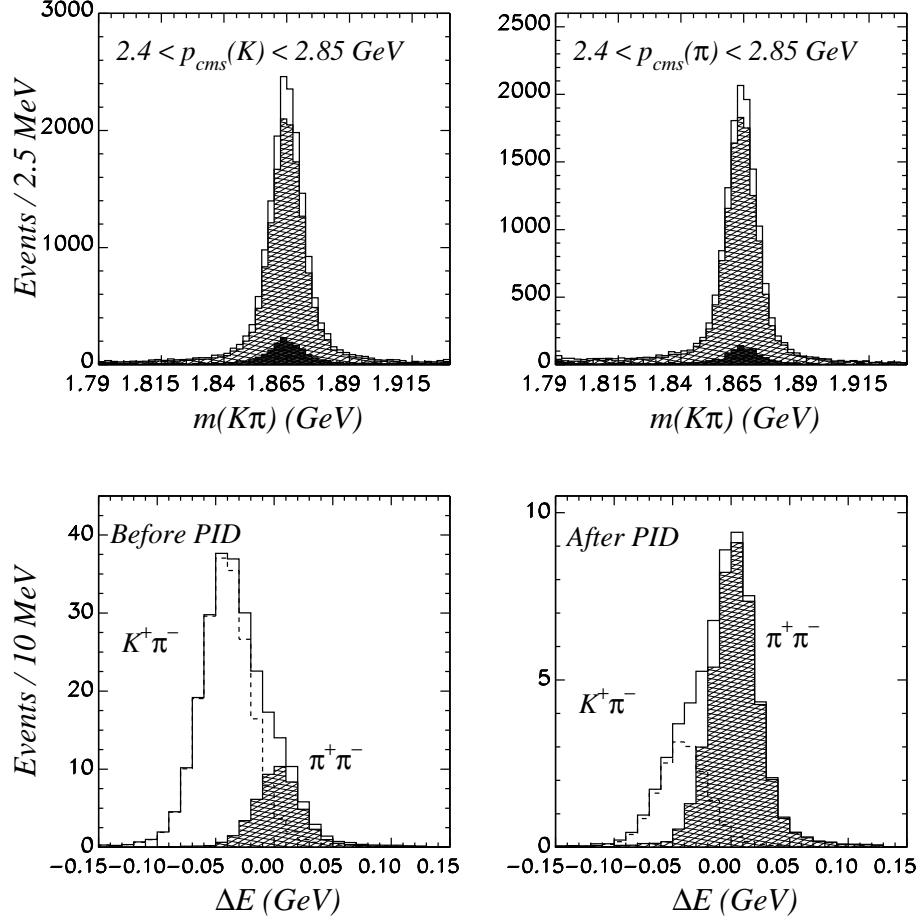 2.4 < p_cms(K) < 2.85 GeV
3000
2000
1000
0
Events / 2.5 MeV
1.79 1.815 1.84 1.865 1.89 1.915
m(Kπ) (GeV)
2.4 < p_cms(π) < 2.85 GeV
2500
2000
1500
1000
500
0
1.79 1.815 1.84 1.865 1.89 1.915
m(Kπ) (GeV)
Before PID
K⁺π⁻
π⁺π⁻
40
30
20
10
0
Events / 10 MeV
−0.15 −0.10 0.00 0.05 0.10 0.15
ΔE (GeV)
After PID
π⁺π⁻
K⁺π⁻
10
5
0
−0.15 −0.10 0.00 0.05 0.10 0.15
ΔE (GeV)